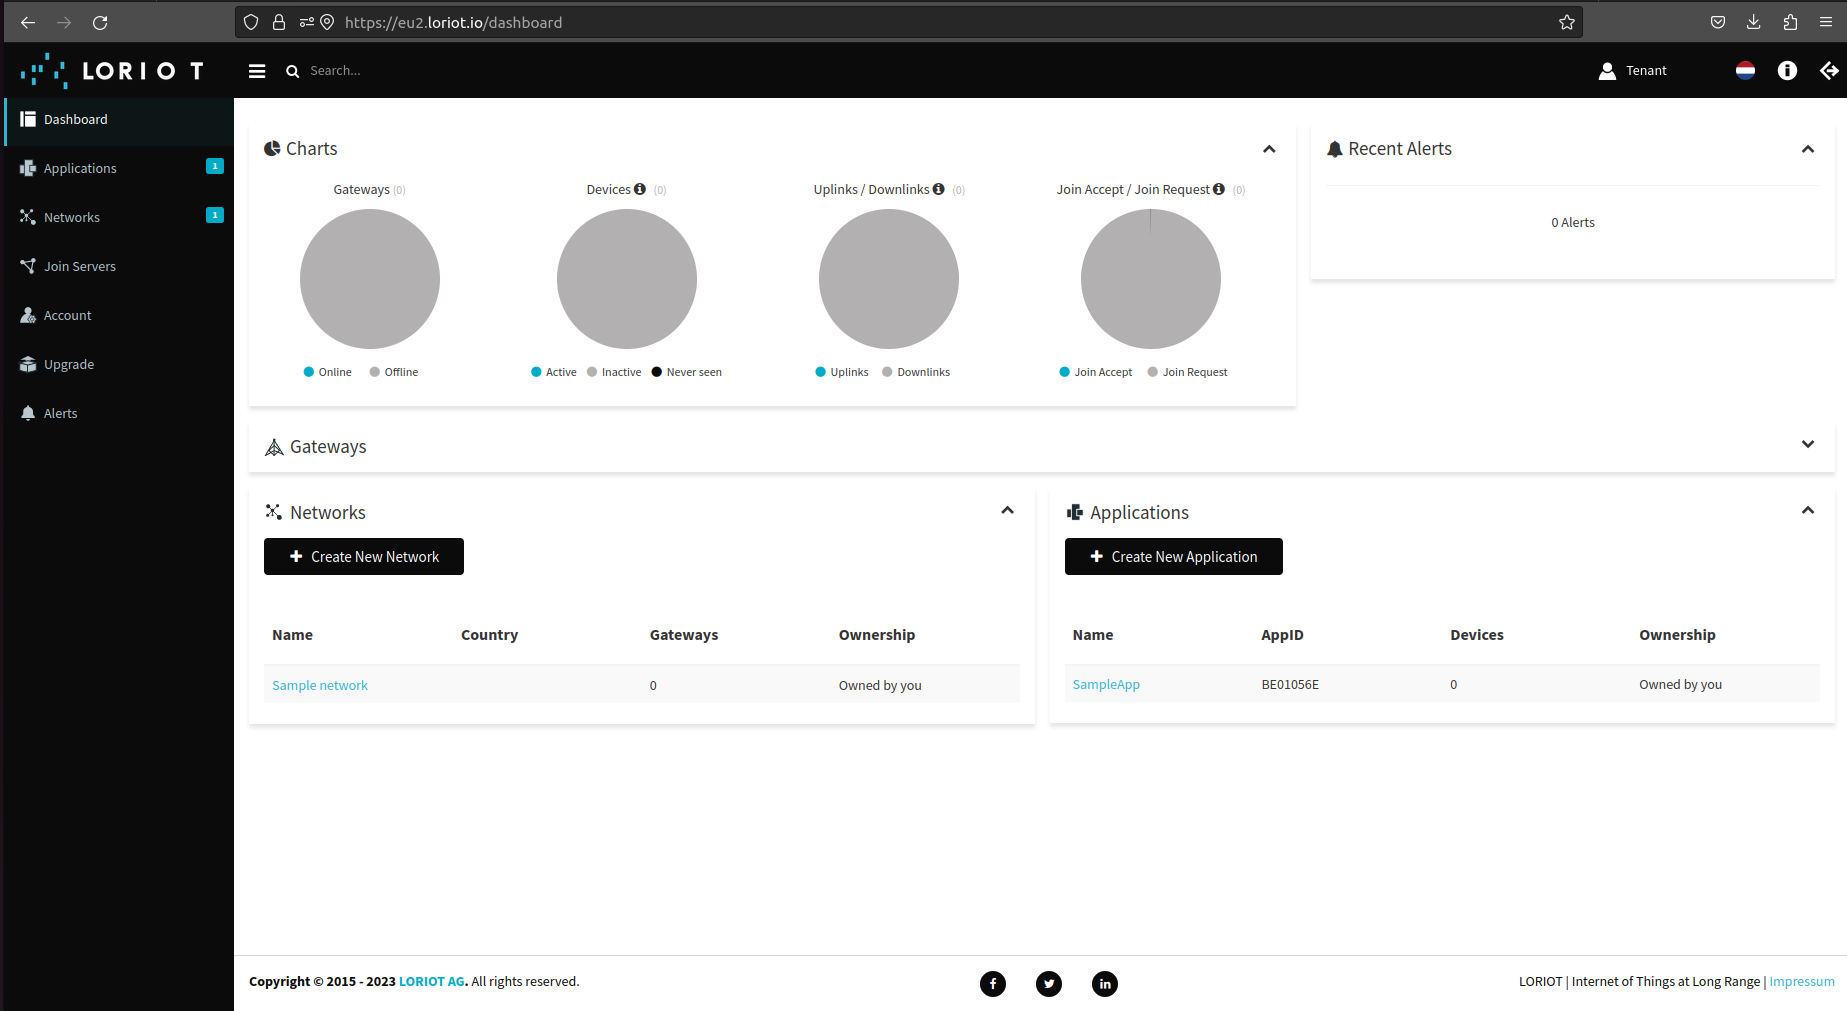 https://eu2.loriot.io/dashboard
LORIOT
Search...
Tenant
Dashboard
Applications 1
Networks 1
Join Servers
Account
Upgrade
Alerts
Charts
Gateways (0)
Devices (0)
Uplinks / Downlinks (0)
Join Accept / Join Request (0)
Online Offline
Active Inactive Never seen
Uplinks Downlinks
Join Accept Join Request
Recent Alerts
0 Alerts
Gateways
Networks
Create New Network
Name Country Gateways Ownership
Sample network 0 Owned by you
Applications
Create New Application
Name AppID Devices Ownership
SampleApp BE01056E 0 Owned by you
Copyright © 2015 - 2023 LORIOT AG. All rights reserved.
LORIOT | Internet of Things at Long Range | Impressum